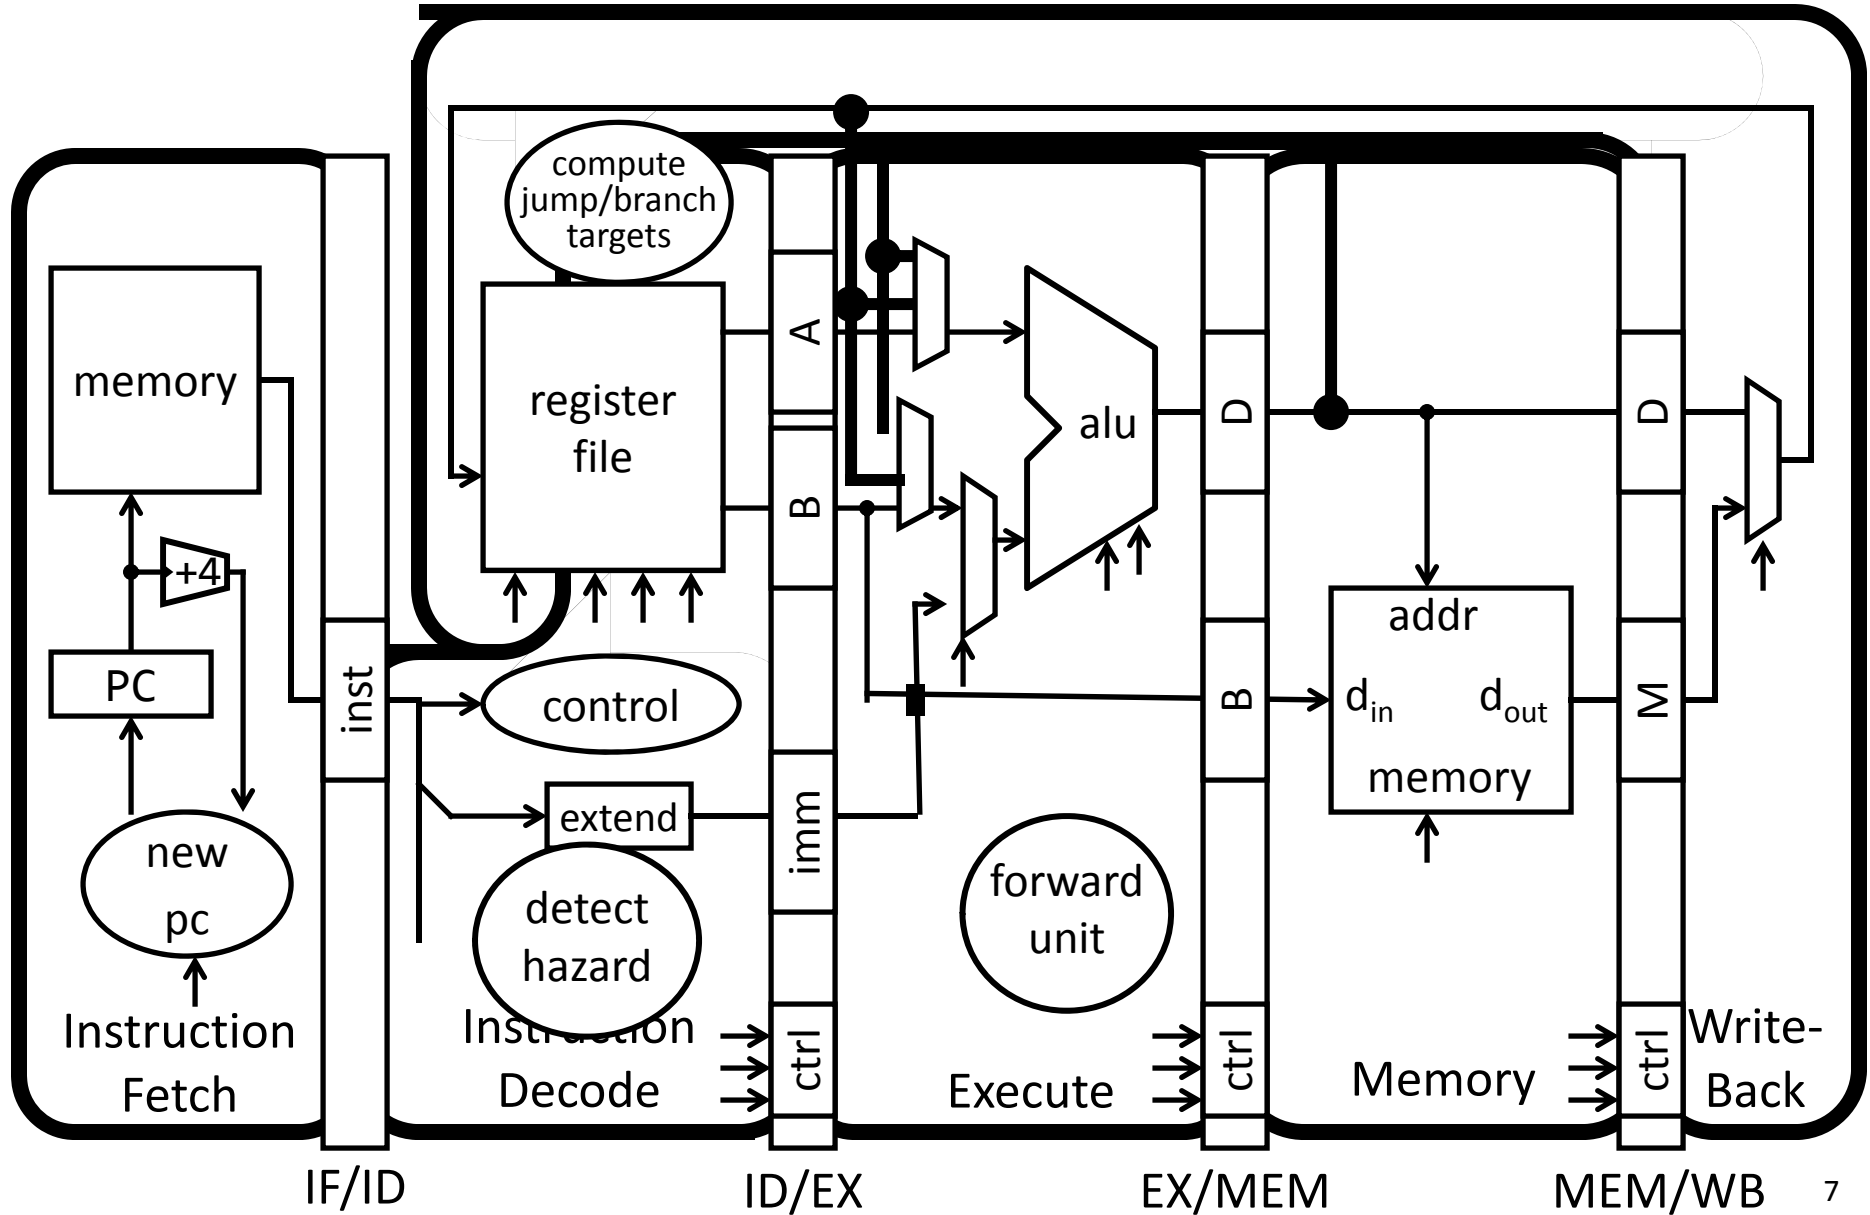 compute
jump/branch
targets
memory
+4
PC
new
pc
Instruction
Fetch
inst
register
file
control
extend
detect
hazard
Instruction
Decode
A
B
imm
ctrl
alu
forward
unit
Execute
D
B
ctrl
addr
din
dout
memory
Memory
D
M
ctrl
Write-
Back
IF/ID
ID/EX
EX/MEM
MEM/WB
7